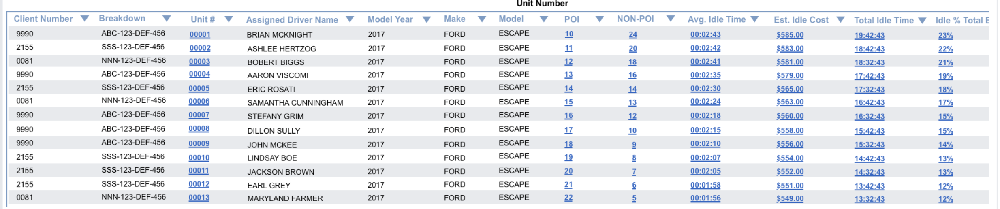 Unit Number
Client Number Breakdown Unit # Assigned Driver Name Model Year Make Model POI NON-POI Avg. Idle Time Est. Idle Cost Total Idle Time Idle % Total E
9990 ABC-123-DEF-456 00001 BRIAN MCKNIGHT 2017 FORD ESCAPE 10 24 00:02:43 $585.00 19:42:43 23%
2155 SSS-123-DEF-456 00002 ASHLEE HERTZOG 2017 FORD ESCAPE 11 20 00:02:42 $583.00 18:42:43 22%
0081 NNN-123-DEF-456 00003 BOBERT BIGGS 2017 FORD ESCAPE 12 18 00:02:41 $581.00 18:32:43 21%
9990 ABC-123-DEF-456 00004 AARON VISCOMI 2017 FORD ESCAPE 13 16 00:02:35 $579.00 17:42:43 19%
2155 SSS-123-DEF-456 00005 ERIC ROSATI 2017 FORD ESCAPE 14 14 00:02:30 $565.00 17:32:43 18%
0081 NNN-123-DEF-456 00006 SAMANTHA CUNNINGHAM 2017 FORD ESCAPE 15 13 00:02:24 $563.00 16:42:43 17%
9990 ABC-123-DEF-456 00007 STEFANY GRIM 2017 FORD ESCAPE 16 12 00:02:18 $560.00 16:32:43 15%
9990 ABC-123-DEF-456 00008 DILLON SULLY 2017 FORD ESCAPE 17 10 00:02:15 $558.00 15:42:43 15%
9990 ABC-123-DEF-456 00009 JOHN MCKEE 2017 FORD ESCAPE 18 9 00:02:10 $556.00 15:32:43 14%
2155 SSS-123-DEF-456 00010 LINDSAY BOE 2017 FORD ESCAPE 19 8 00:02:07 $554.00 14:42:43 13%
2155 SSS-123-DEF-456 00011 JACKSON BROWN 2017 FORD ESCAPE 20 7 00:02:05 $552.00 14:32:43 13%
2155 SSS-123-DEF-456 00012 EARL GREY 2017 FORD ESCAPE 21 6 00:01:58 $551.00 13:42:43 12%
0081 NNN-123-DEF-456 00013 MARYLAND FARMER 2017 FORD ESCAPE 22 5 00:01:56 $549.00 13:32:43 12%